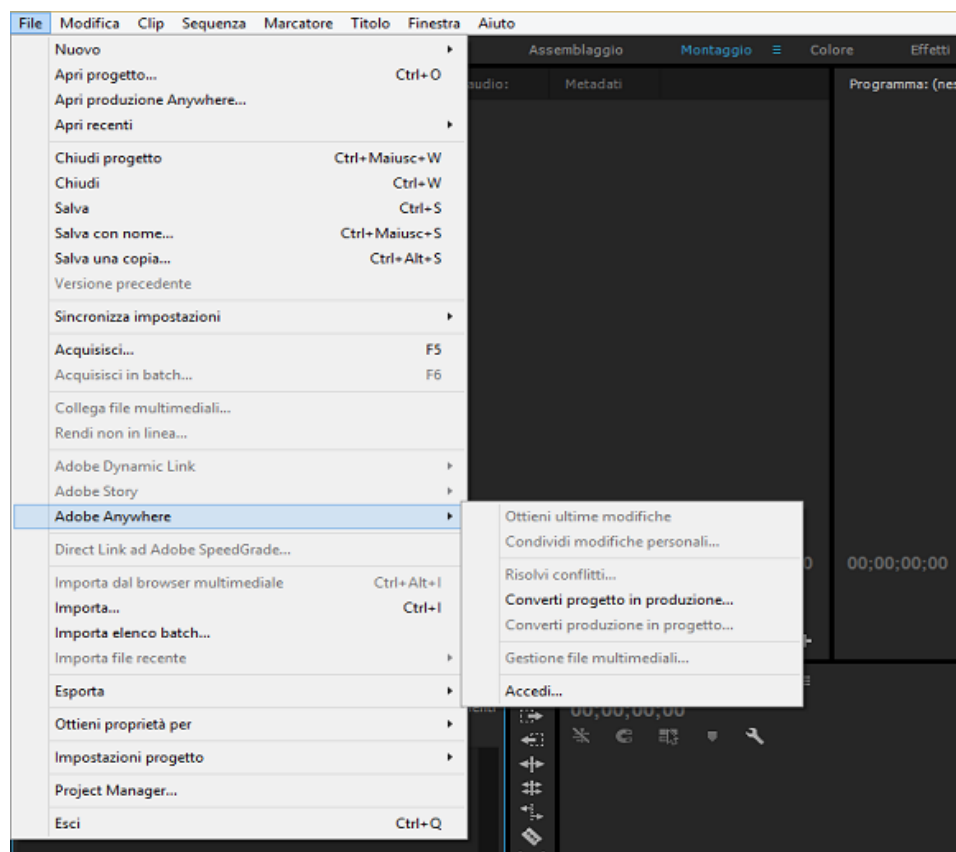 File Modifica Clip Sequenza Marcatore Titolo Finestra Aiuto
Assemblaggio Montaggio Colore Effetti
audio: Metadati Programma: (nes
Nuovo
Apri progetto... Ctrl+O
Apri produzione Anywhere...
Apri recenti
Chiudi progetto Ctrl+Maiusc+W
Chiudi Ctrl+W
Salva Ctrl+S
Salva con nome... Ctrl+Maiusc+S
Salva una copia... Ctrl+Alt+S
Versione precedente
Sincronizza impostazioni
Acquisisci... F5
Acquisisci in batch... F6
Collega file multimediali...
Rendi non in linea...
Adobe Dynamic Link
Adobe Story
Adobe Anywhere
Direct Link ad Adobe SpeedGrade...
Importa dal browser multimediale Ctrl+Alt+I
Importa... Ctrl+I
Importa elenco batch...
Importa file recente
Esporta
Ottieni proprietà per
Impostazioni progetto
Project Manager...
Esci Ctrl+Q
Ottieni ultime modifiche
Condividi modifiche personali...
Risolvi conflitti...
Converti progetto in produzione...
Converti produzione in progetto...
Gestione file multimediali...
Accedi...
00;00;00;00
00;00;00;00